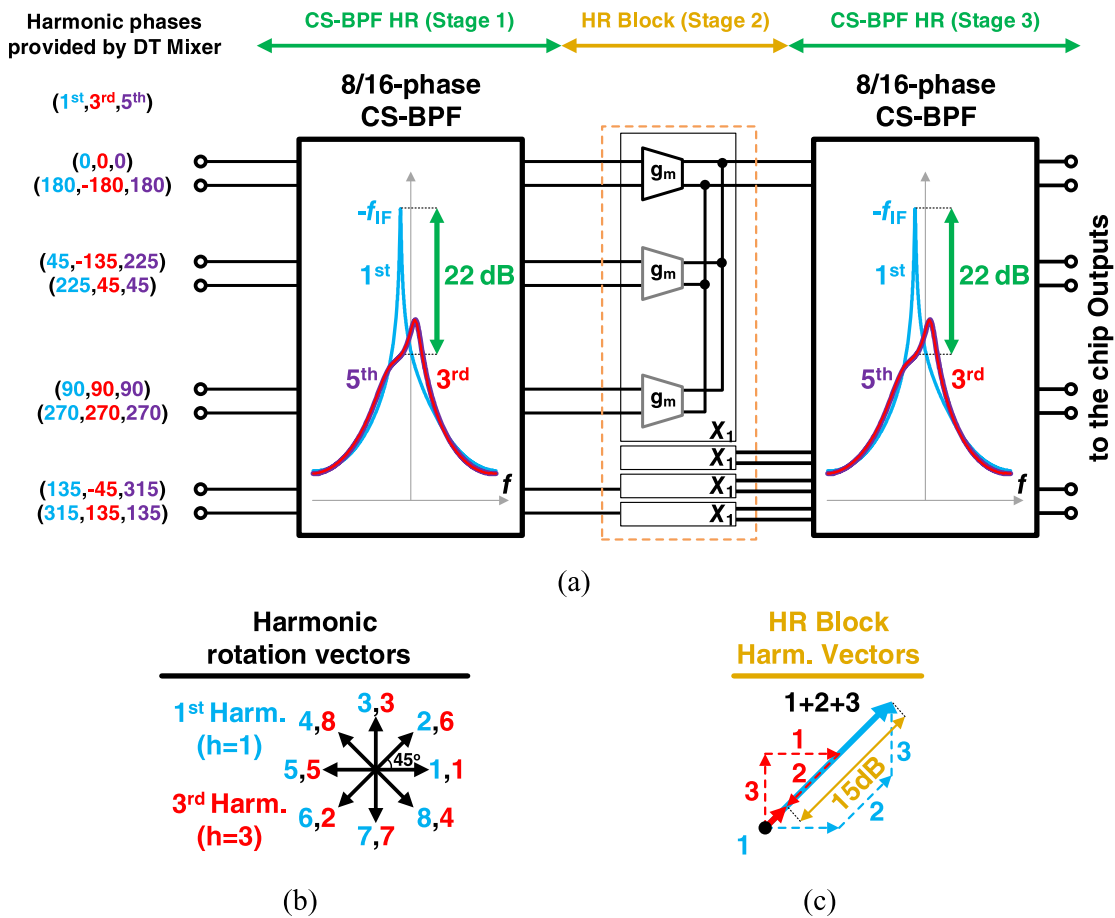 Harmonic phases
provided by DT Mixer
CS-BPF HR (Stage 1)
HR Block (Stage 2)
CS-BPF HR (Stage 3)
(1st,3rd,5th)
8/16-phase
CS-BPF
8/16-phase
CS-BPF
(0,0,0)
(180,-180,180)
(45,-135,225)
(225,45,45)
(90,90,90)
(270,270,270)
(135,-45,315)
(315,135,135)
-fIF
1st
22 dB
5th
3rd
f
gm
gm
gm
X1
X1
X1
X1
-fIF
1st
22 dB
5th
3rd
f
to the chip Outputs
(a)
Harmonic
rotation vectors
1st Harm.
(h=1)
3rd Harm.
(h=3)
3,3
4,8
2,6
45º
5,5
1,1
6,2
8,4
7,7
(b)
HR Block
Harm. Vectors
1+2+3
1
2
3
3
15dB
2
1
(c)